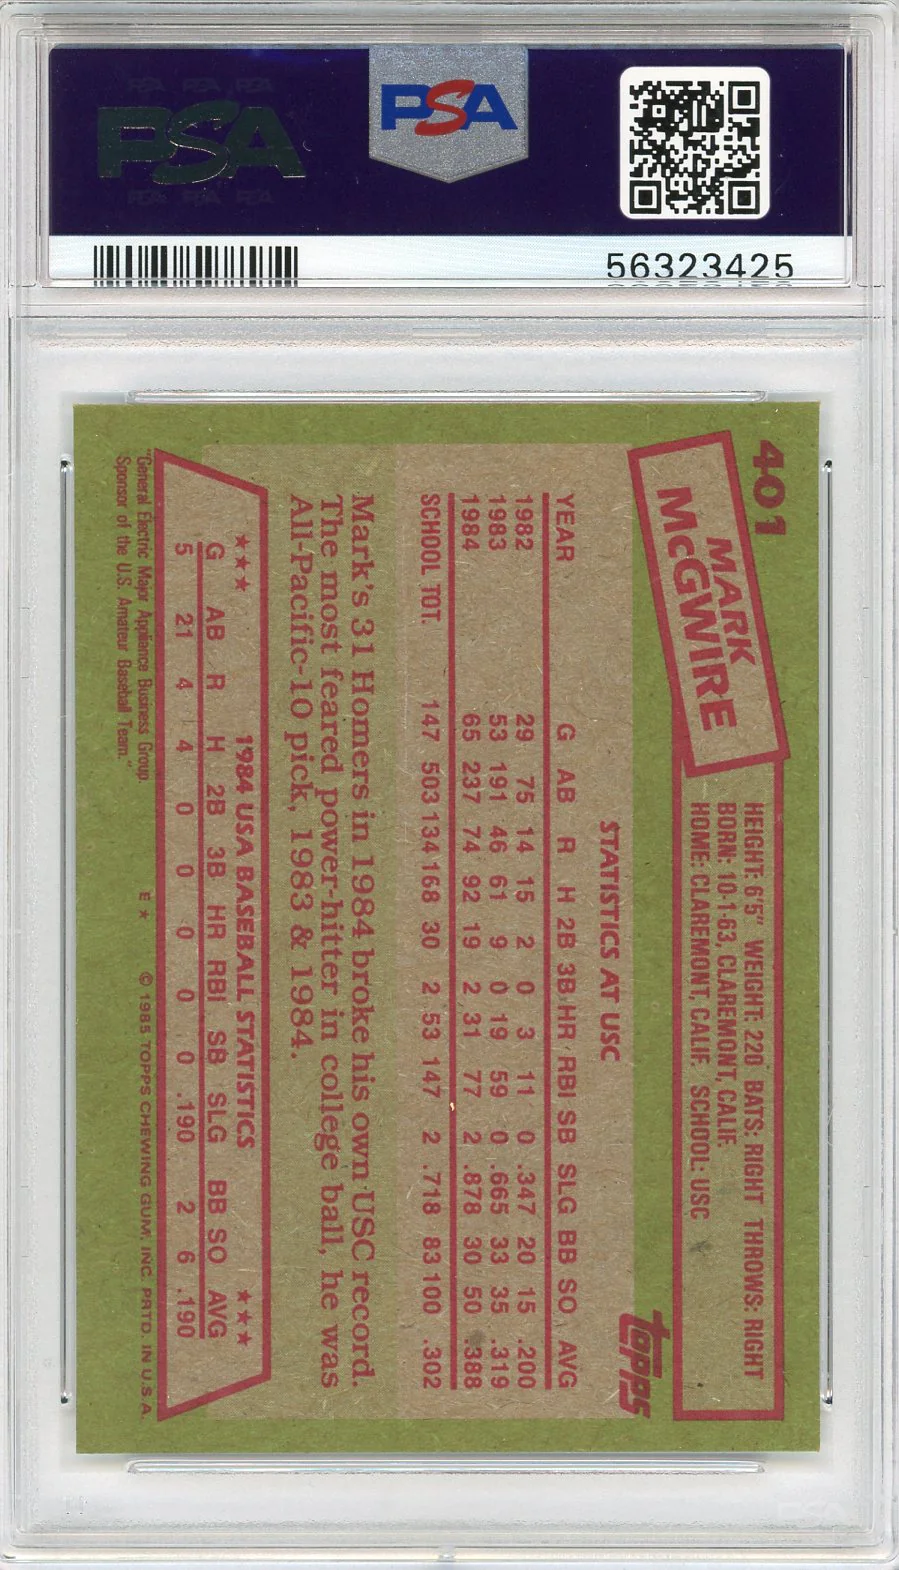 PSA PSA PSA
PSA
PSA PSA PSA
PSA
56323425
401
MARK
McGWIRE
HEIGHT: 6'5" WEIGHT: 220 BATS: RIGHT THROWS: RIGHT
BORN: 10-1-63, CLAREMONT, CALIF.
HOME: CLAREMONT, CALIF. SCHOOL: USC
topps
STATISTICS AT USC
YEAR G AB R H 2B 3B HR RBI SB SLG BB SO AVG
1982 29 75 14 15 2 0 3 11 0 .347 20 15 .200
1983 53 191 46 61 9 0 19 59 0 .665 33 35 .319
1984 65 237 74 92 19 2 31 77 2 .878 30 50 .388
SCHOOL TOT. 147 503 134 168 30 2 53 147 2 .718 83 100 .302
Mark's 31 Homers in 1984 broke his own USC record.
The most feared power-hitter in college ball, he was
All-Pacific-10 pick, 1983 & 1984.
★★★ 1984 USA BASEBALL STATISTICS ★★★
G AB R H 2B 3B HR RBI SB SLG BB SO AVG
5 21 4 4 0 0 0 0 0 .190 2 6 .190
"General Electric Major Appliance Business Group. E ★ © 1985 TOPPS CHEWING GUM, INC. PRTD. IN U.S.A.
Sponsor of the U.S. Amateur Baseball Team."
PSA